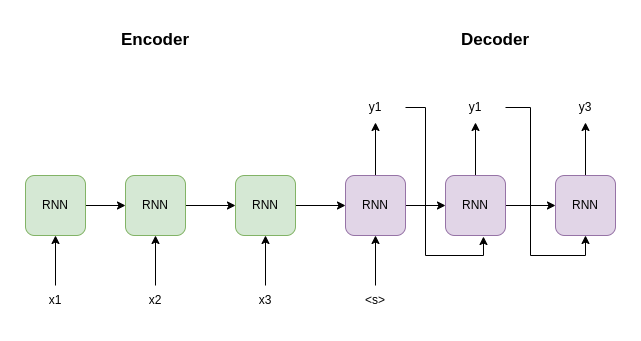 Encoder
Decoder
y1
y1
y3
RNN
RNN
RNN
RNN
RNN
RNN
x1
x2
x3
<s>